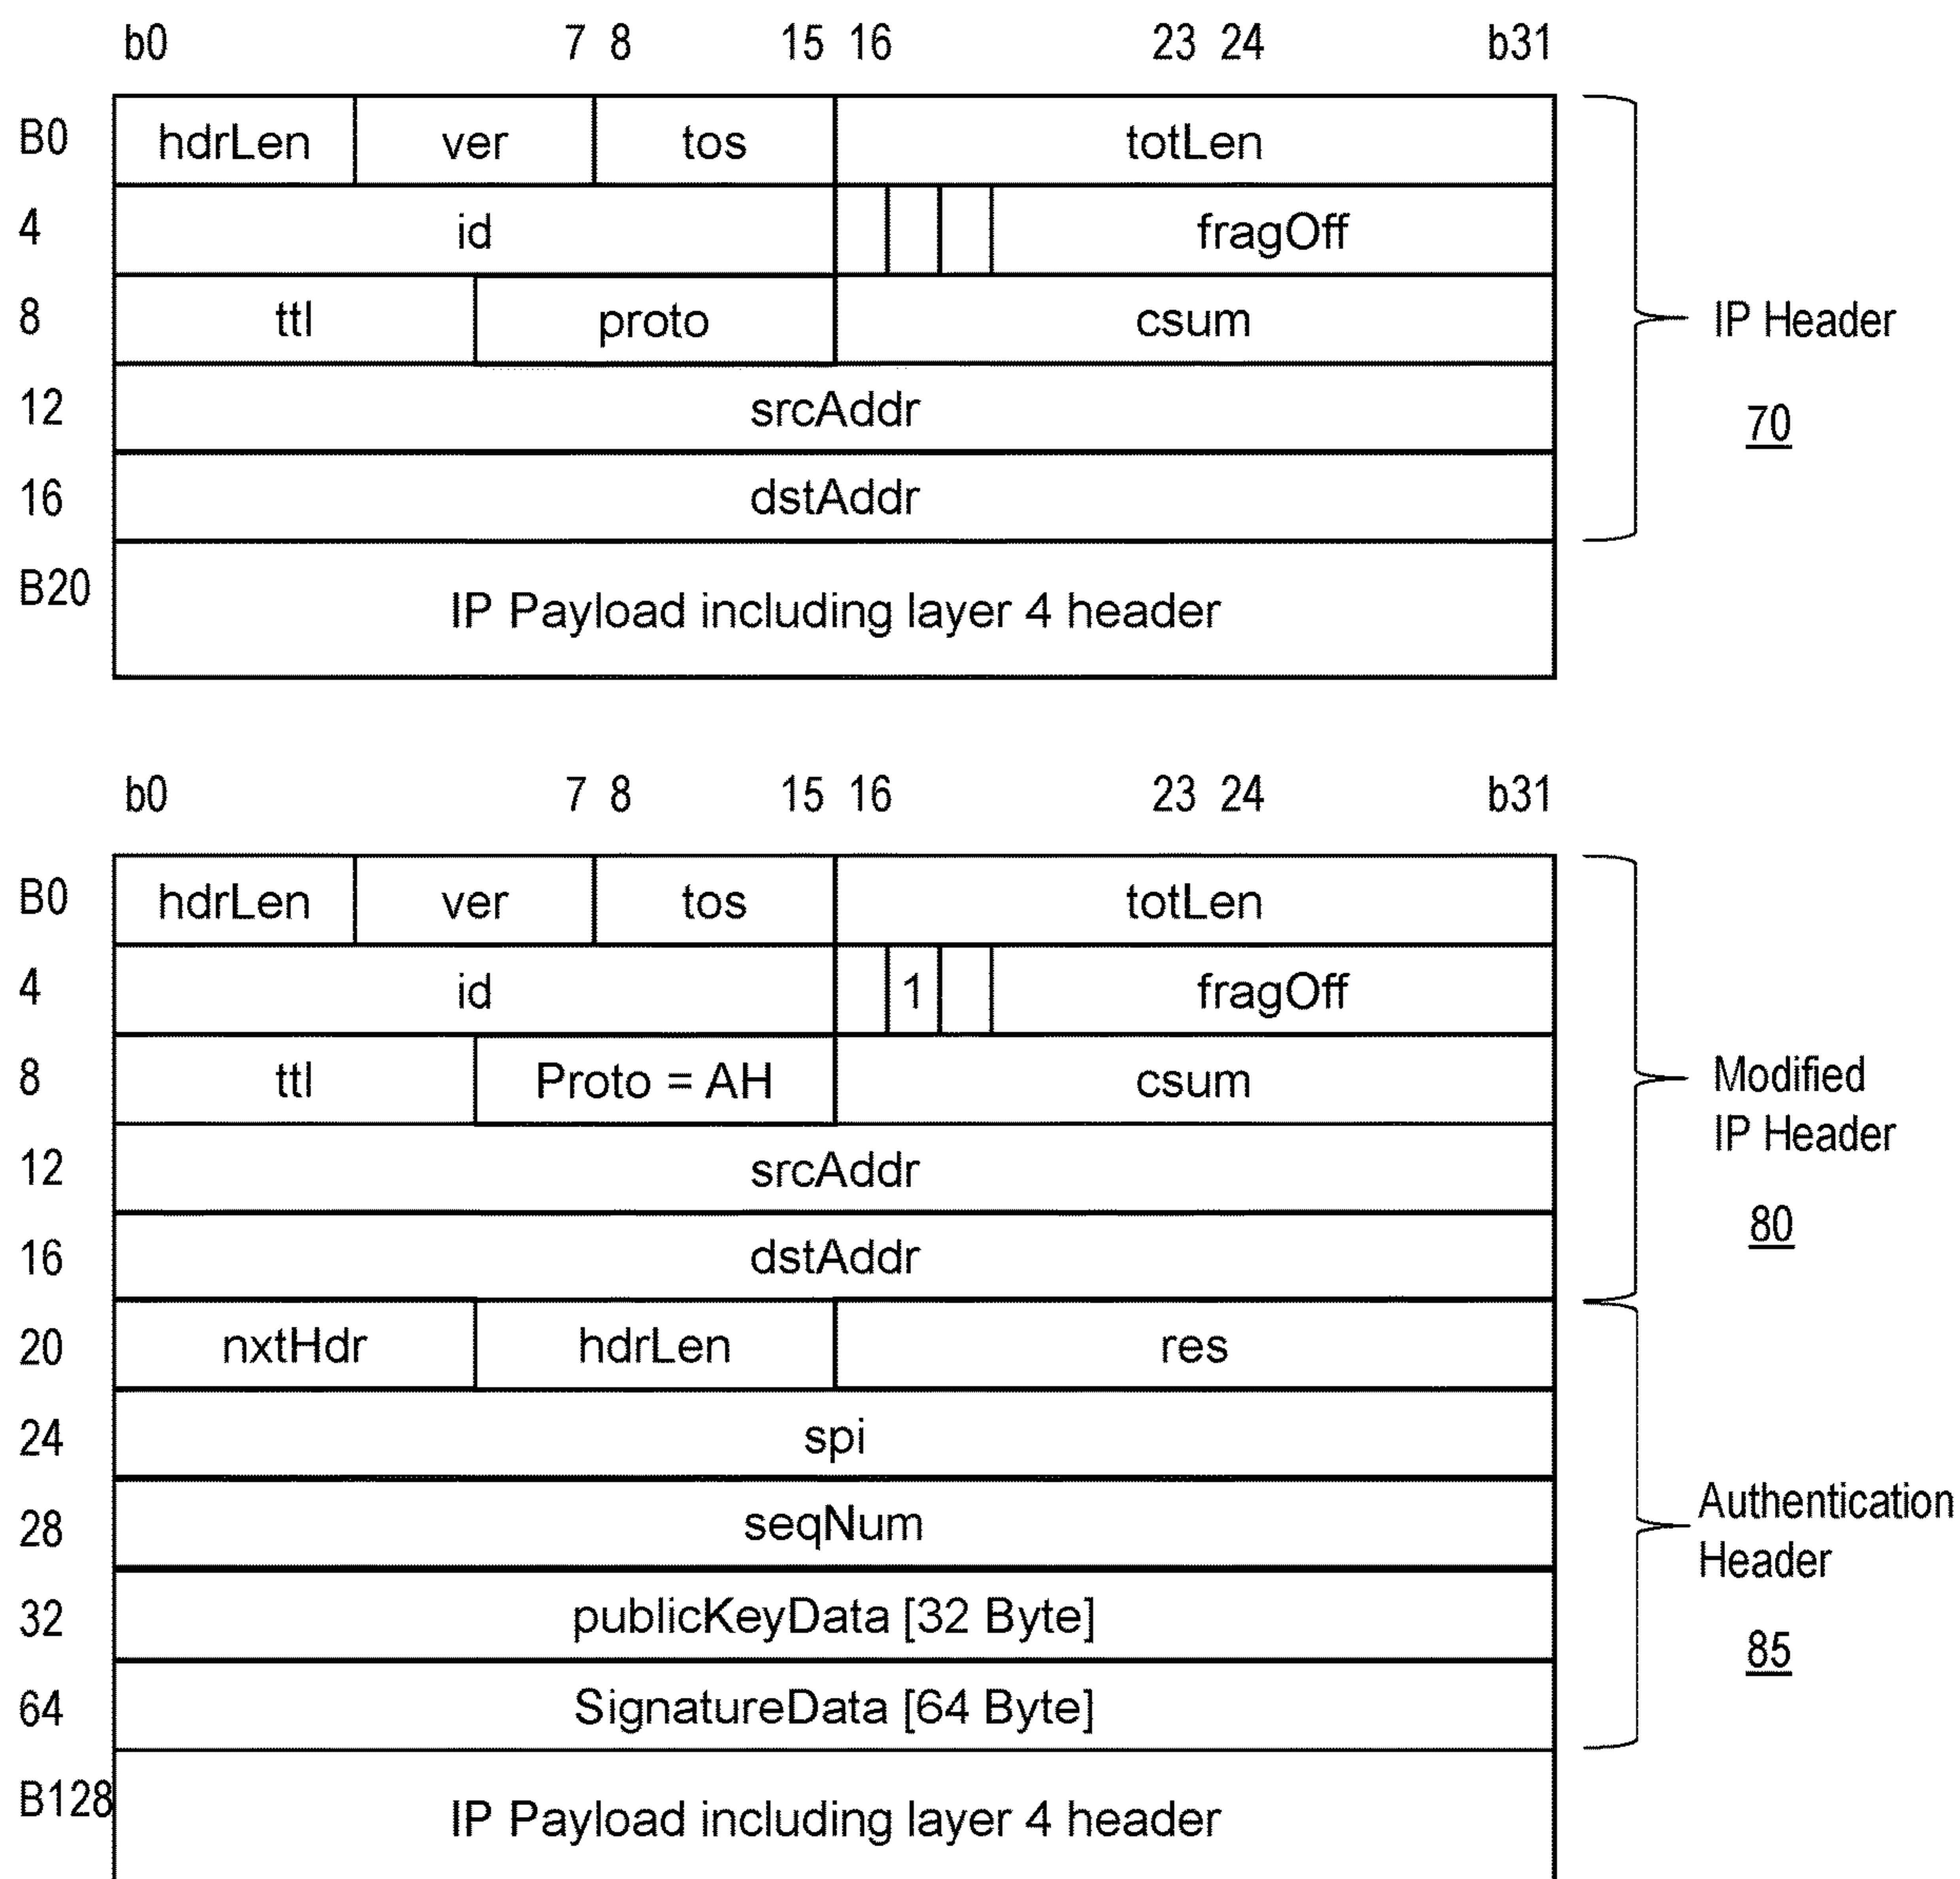 b0 7 8 15 16 23 24 b31
B0 hdrLen ver tos totLen
4 id fragOff
8 ttl proto csum
12 srcAddr
16 dstAddr
B20 IP Payload including layer 4 header
IP Header
70
b0 7 8 15 16 23 24 b31
B0 hdrLen ver tos totLen
4 id 1 fragOff
8 ttl Proto = AH csum
12 srcAddr
16 dstAddr
Modified
IP Header
80
20 nxtHdr hdrLen res
24 spi
28 seqNum
32 publicKeyData [32 Byte]
64 SignatureData [64 Byte]
Authentication
Header
85
B128 IP Payload including layer 4 header